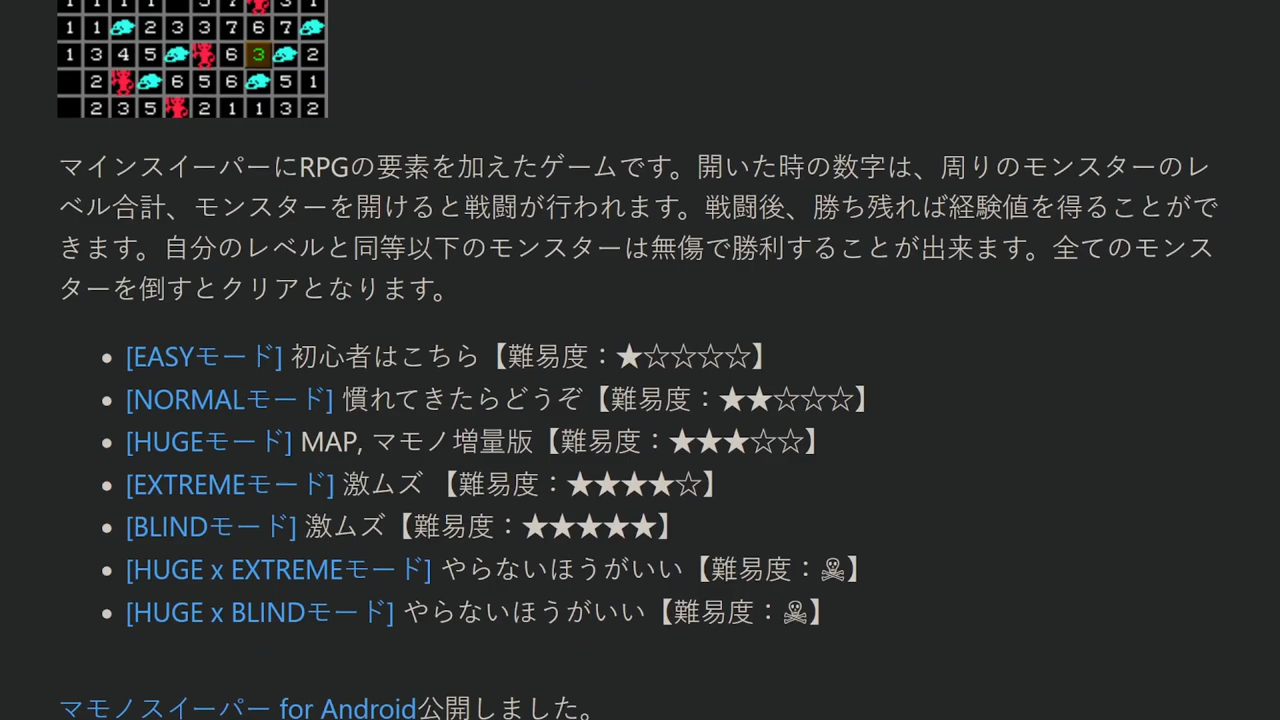 1 1 1 1 5 7 3 1
1 1 2 3 3 7 6 7
1 3 4 5 6 3 2
2 6 5 6 5 1
2 3 5 2 1 1 3 2
マインスイーパーにRPGの要素を加えたゲームです。開いた時の数字は、周りのモンスターのレ
ベル合計、モンスターを開けると戦闘が行われます。戦闘後、勝ち残れば経験値を得ることがで
きます。自分のレベルと同等以下のモンスターは無傷で勝利することが出来ます。全てのモンス
ターを倒すとクリアとなります。
[EASYモード] 初心者はこちら【難易度：★☆☆☆☆】
[NORMALモード] 慣れてきたらどうぞ【難易度：★★☆☆☆】
[HUGEモード] MAP, マモノ増量版【難易度：★★★☆☆】
[EXTREMEモード] 激ムズ 【難易度：★★★★☆】
[BLINDモード] 激ムズ【難易度：★★★★★】
[HUGE x EXTREMEモード] やらないほうがいい【難易度：☠】
[HUGE x BLINDモード] やらないほうがいい【難易度：☠】
マモノスイーパー for Android公開しました。